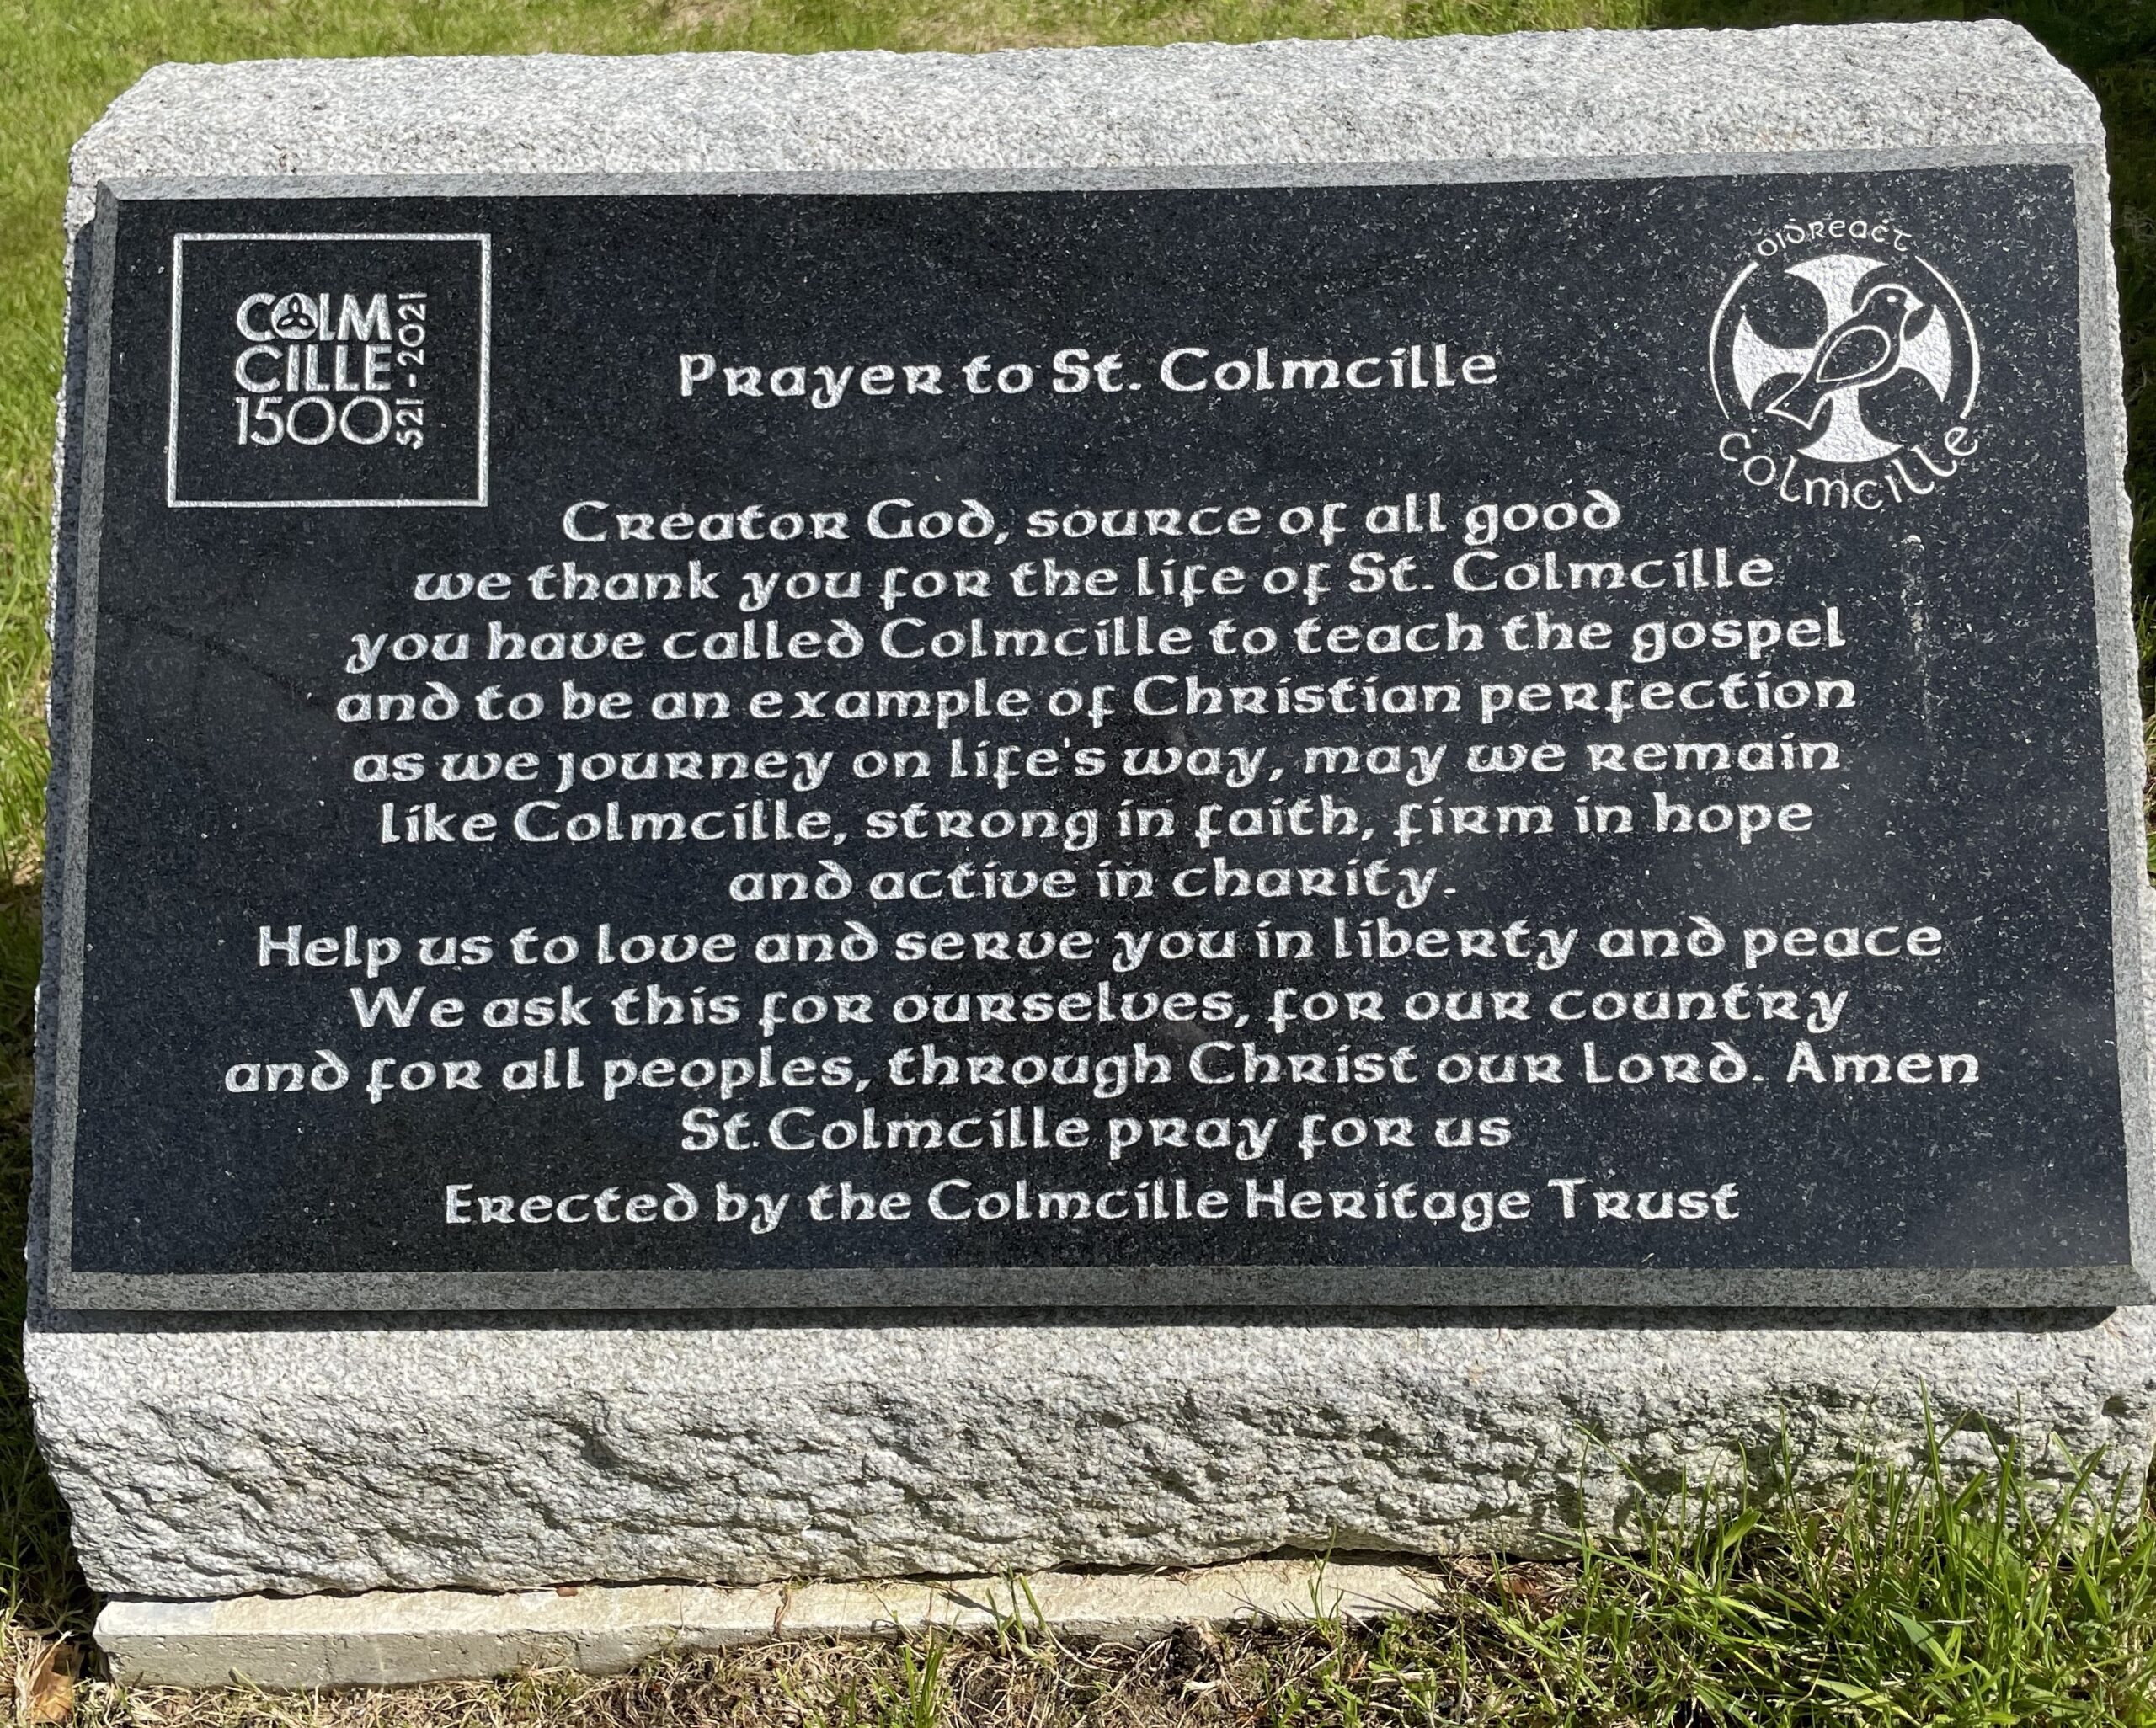 COLM
CILLE
1500
521 - 2021
oidreaċt
Colmcille
Prayer to St. Colmcille
Creator God, source of all good
we thank you for the life of St. Colmcille
you have called Colmcille to teach the gospel
and to be an example of Christian perfection
as we journey on life's way, may we remain
like Colmcille, strong in faith, firm in hope
and active in charity.
Help us to love and serve you in liberty and peace
We ask this for ourselves, for our country
and for all peoples, through Christ our Lord. Amen
St. Colmcille pray for us
Erected by the Colmcille Heritage Trust